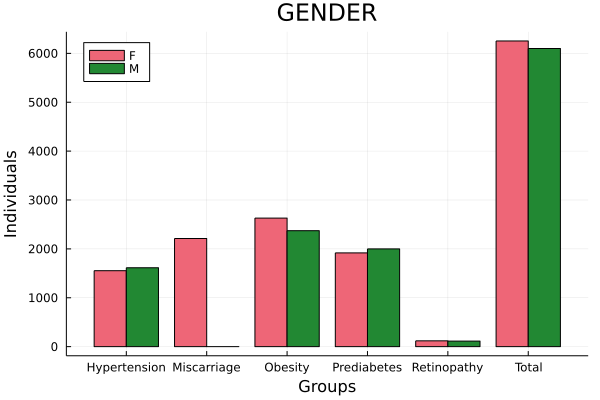 GENDER
F
M
6000
5000
4000
3000
2000
1000
0
Individuals
Hypertension Miscarriage Obesity Prediabetes Retinopathy Total
Groups